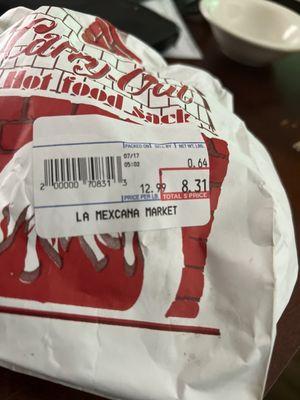 Carry-Out
Hot food sack
PACKED ON SELL BY NET WT. LBS.
07/17 0.64
05:02
2 00000 70831 3 12.99 8.31
PRICE PER LB. TOTAL $ PRICE
LA MEXCANA MARKET